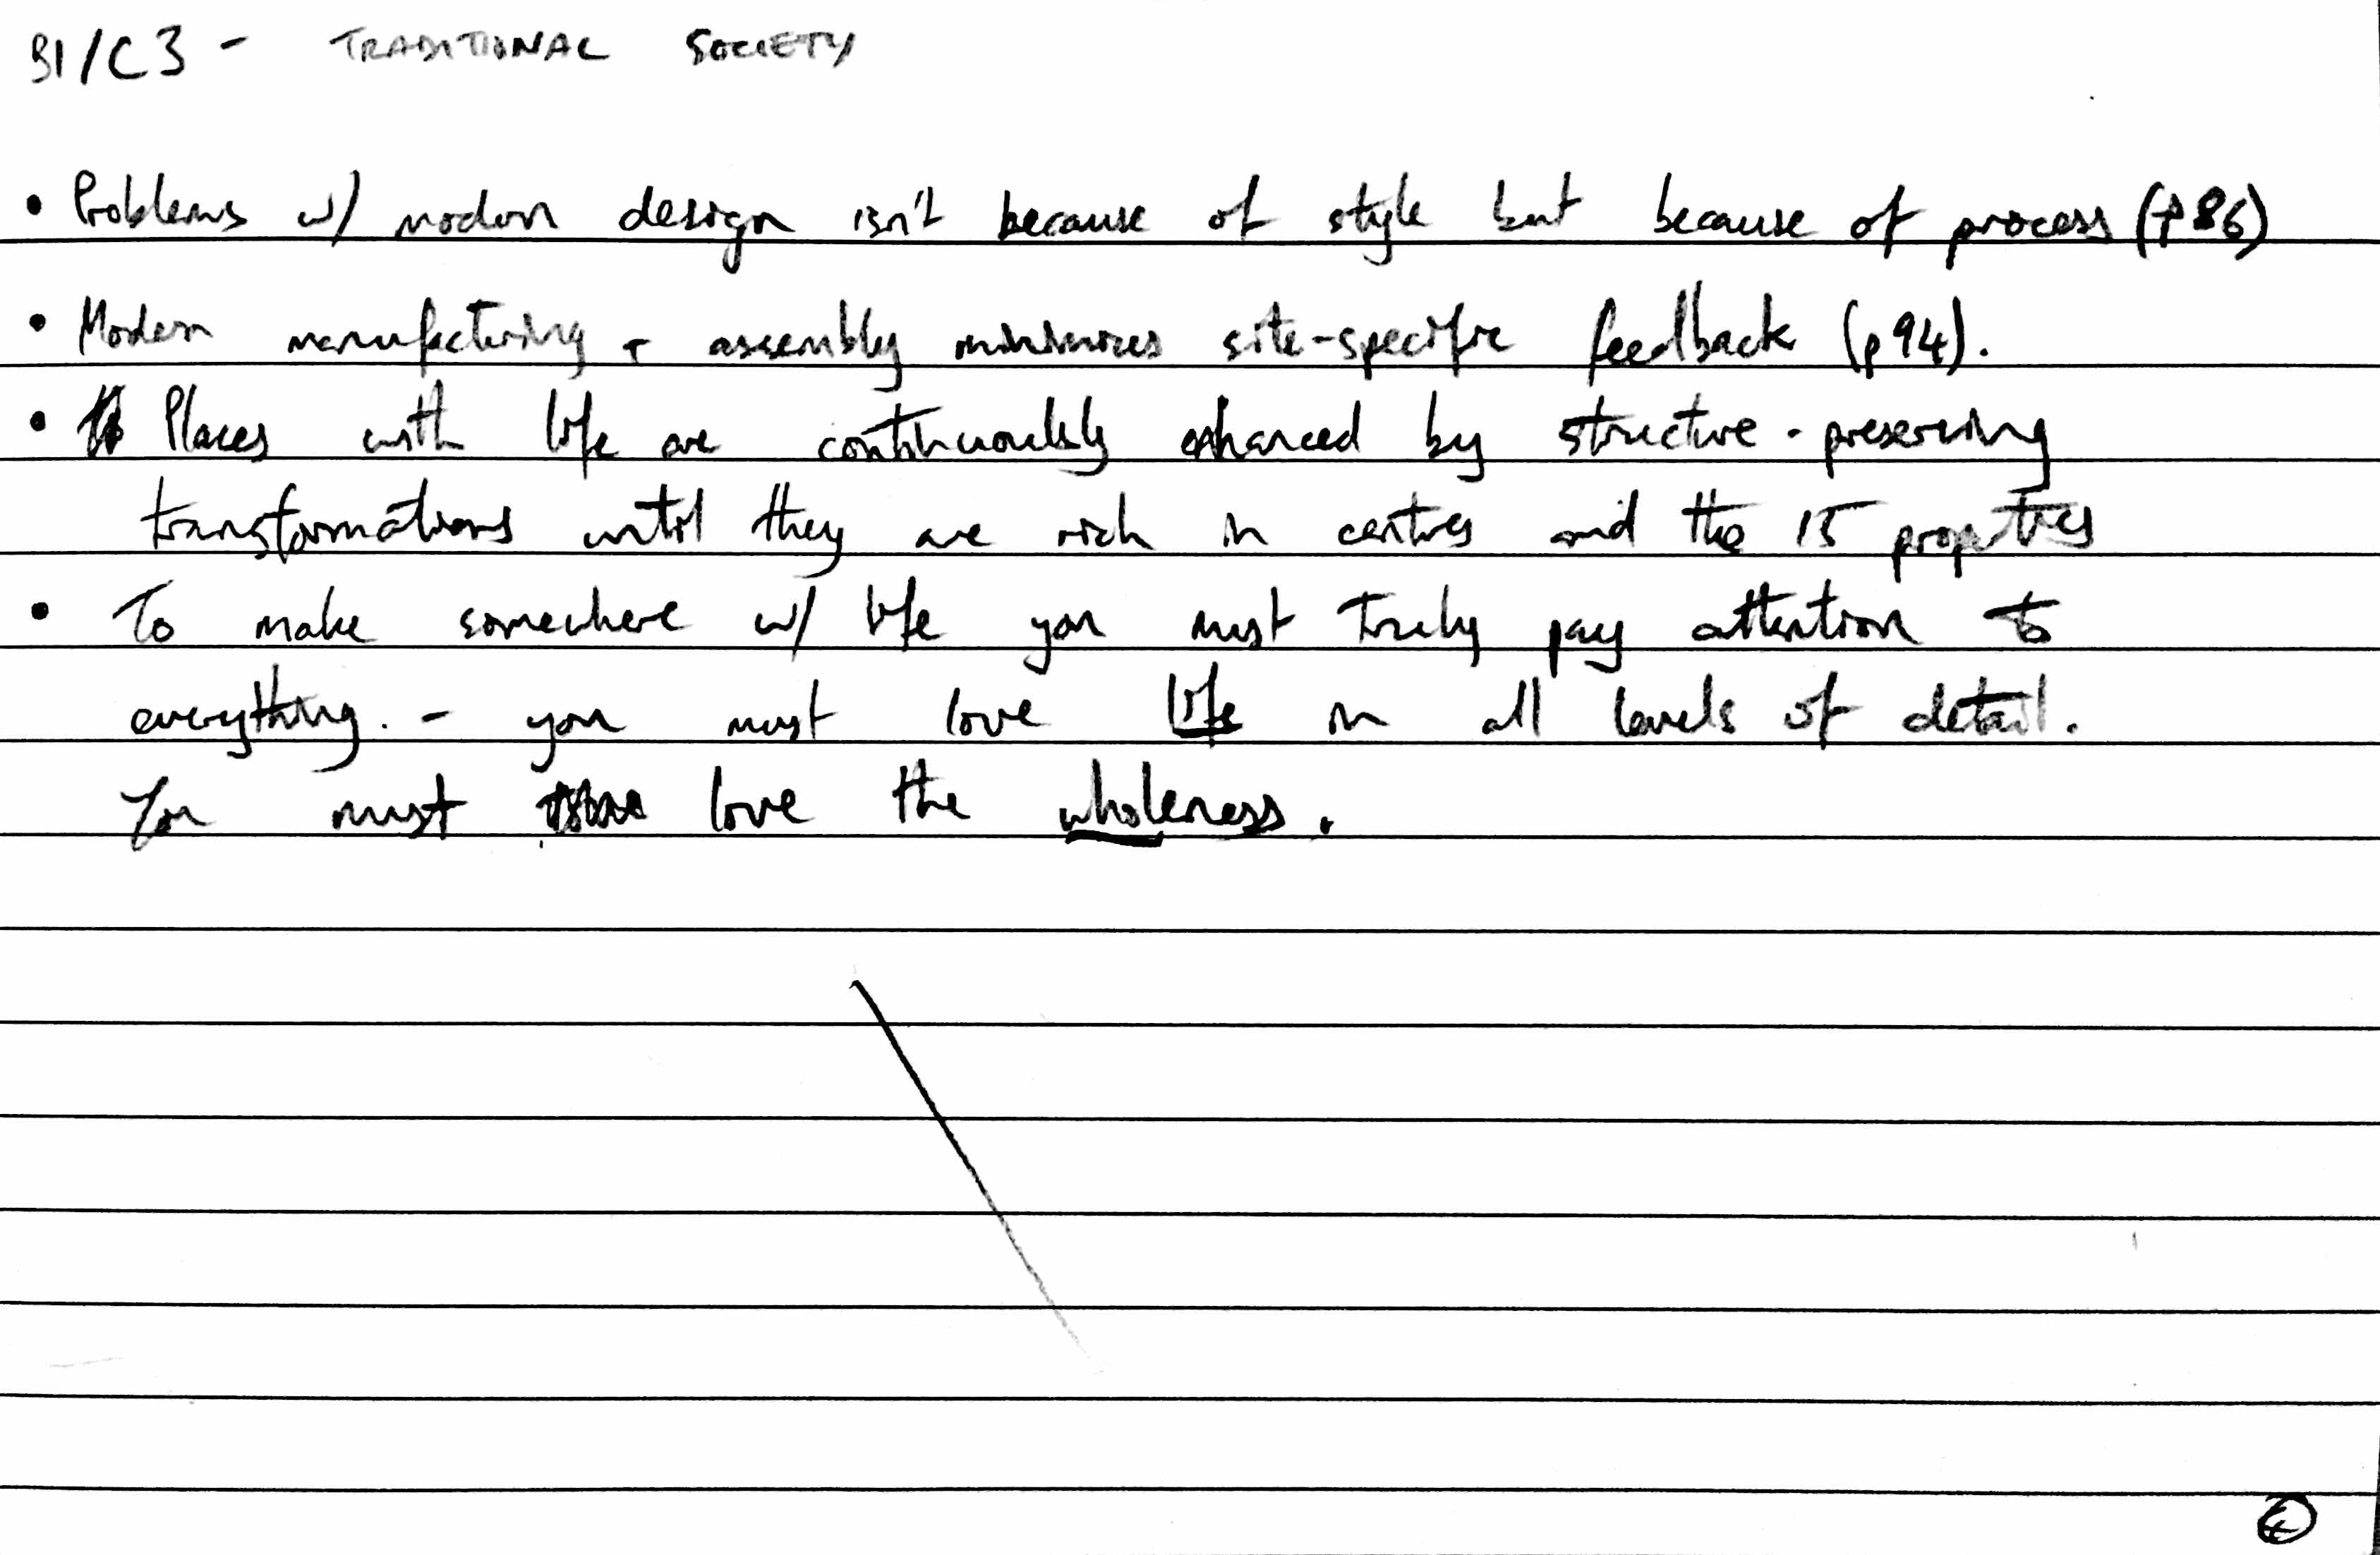 B1/C3 - TRADITIONAL SOCIETY
• Problems w/ modern design isn't because of style but because of process (p86)
• Modern manufacturing + assembly minimizes site-specific feedback (p94).
• Places with life are continuously enhanced by structure-preserving
transformations until they are rich in centres and the 15 properties
• To make somewhere w/ life you must truly pay attention to
everything. - you must love life in all levels of detail.
You must love the wholeness.